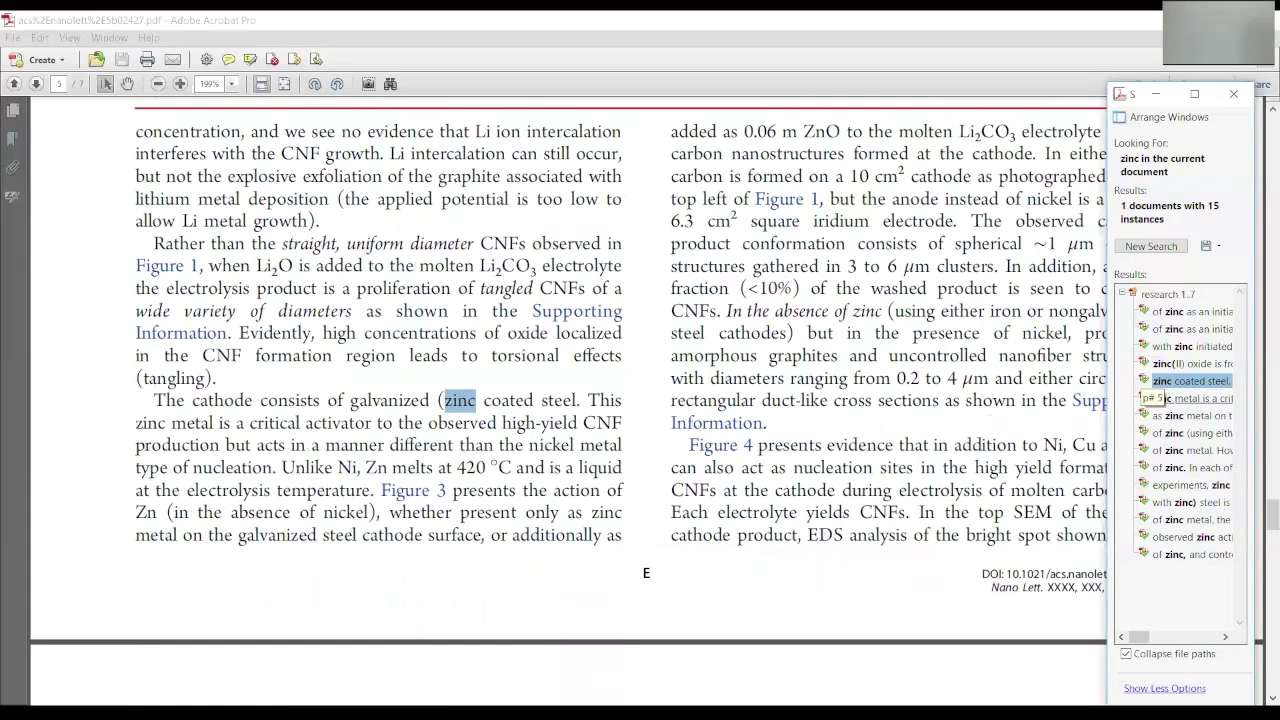 acs%2Enanolett%2E5b02427.pdf - Adobe Acrobat Pro
File Edit View Window Help
Create
5 / 7 199%
concentration, and we see no evidence that Li ion intercalation
interferes with the CNF growth. Li intercalation can still occur,
but not the explosive exfoliation of the graphite associated with
lithium metal deposition (the applied potential is too low to
allow Li metal growth).
Rather than the straight, uniform diameter CNFs observed in
Figure 1, when Li₂O is added to the molten Li₂CO₃ electrolyte
the electrolysis product is a proliferation of tangled CNFs of a
wide variety of diameters as shown in the Supporting
Information. Evidently, high concentrations of oxide localized
in the CNF formation region leads to torsional effects
(tangling).
The cathode consists of galvanized (zinc coated steel. This
zinc metal is a critical activator to the observed high-yield CNF
production but acts in a manner different than the nickel metal
type of nucleation. Unlike Ni, Zn melts at 420 °C and is a liquid
at the electrolysis temperature. Figure 3 presents the action of
Zn (in the absence of nickel), whether present only as zinc
metal on the galvanized steel cathode surface, or additionally as
added as 0.06 m ZnO to the molten Li₂CO₃ electrolyte
carbon nanostructures formed at the cathode. In eithe
carbon is formed on a 10 cm² cathode as photographed
top left of Figure 1, but the anode instead of nickel is a
6.3 cm² square iridium electrode. The observed c
product conformation consists of spherical ~1 μm
structures gathered in 3 to 6 μm clusters. In addition, a
fraction (<10%) of the washed product is seen to c
CNFs. In the absence of zinc (using either iron or nongalv
steel cathodes) but in the presence of nickel, pro
amorphous graphites and uncontrolled nanofiber stru
with diameters ranging from 0.2 to 4 μm and either circ
rectangular duct-like cross sections as shown in the Supp
Information.
Figure 4 presents evidence that in addition to Ni, Cu a
can also act as nucleation sites in the high yield format
CNFs at the cathode during electrolysis of molten carbo
Each electrolyte yields CNFs. In the top SEM of the
cathode product, EDS analysis of the bright spot shown
E
DOI: 10.1021/acs.nanolet
Nano Lett. XXXX, XXX,
S
Arrange Windows
Looking For:
zinc in the current
document
Results:
1 documents with 15
instances
New Search
Results:
research 1..7
of zinc as an initia
of zinc as an initia
with zinc initiated
zinc(II) oxide is fro
zinc coated steel.
p# 5
zinc metal is a crit
as zinc metal on t
of zinc (using eith
of zinc metal. Hov
of zinc. In each of
experiments, zinc
with zinc) steel is
of zinc metal, the
observed zinc acti
of zinc, and contr
Collapse file paths
Show Less Options